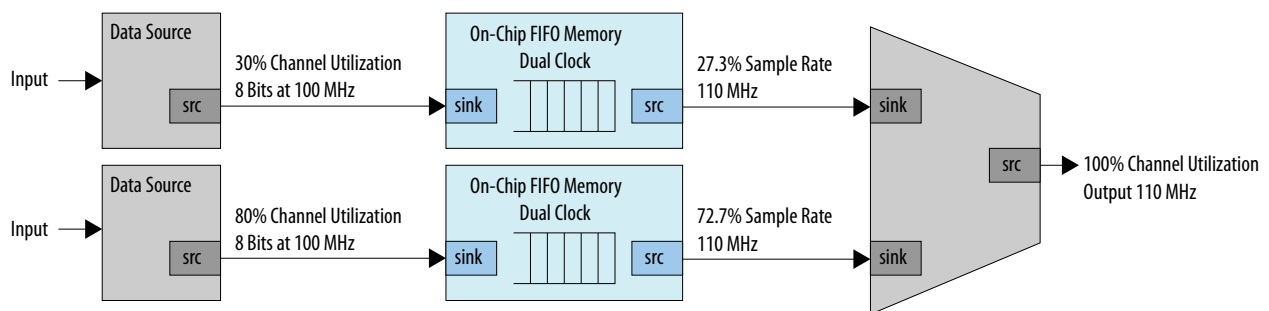 Input
Data Source
src
30% Channel Utilization
8 Bits at 100 MHz
On-Chip FIFO Memory
Dual Clock
sink
src
27.3% Sample Rate
110 MHz
sink
Input
Data Source
src
80% Channel Utilization
8 Bits at 100 MHz
On-Chip FIFO Memory
Dual Clock
sink
src
72.7% Sample Rate
110 MHz
sink
src
100% Channel Utilization
Output 110 MHz